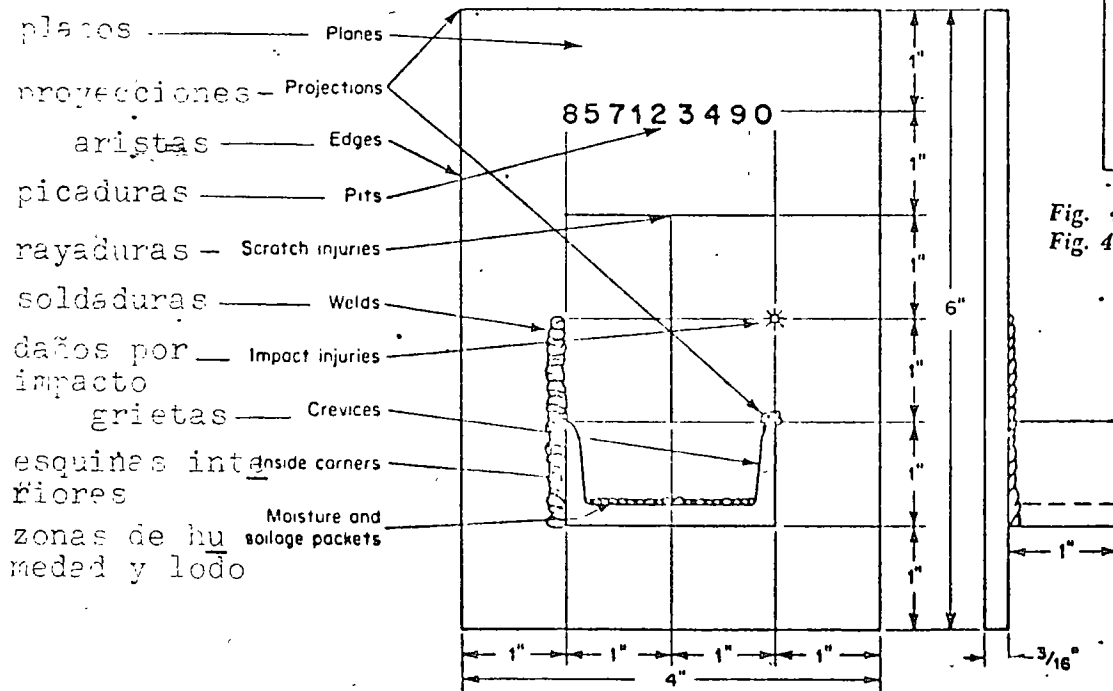 planos Planes
proyecciones- Projections
aristas Edges
picaduras Pits
rayaduras- Scratch injuries
soldaduras Welds
daños por Impact injuries
impacto
grietas Crevices
esquinas inte Inside corners
riores
zonas de hu Moisture and soilage packets
medad y lodo
857123490
1"
1"
1"
1"
1"
1"
6"
1" 1" 1" 1"
4"
1"
3/16"
Fig.
Fig. 4